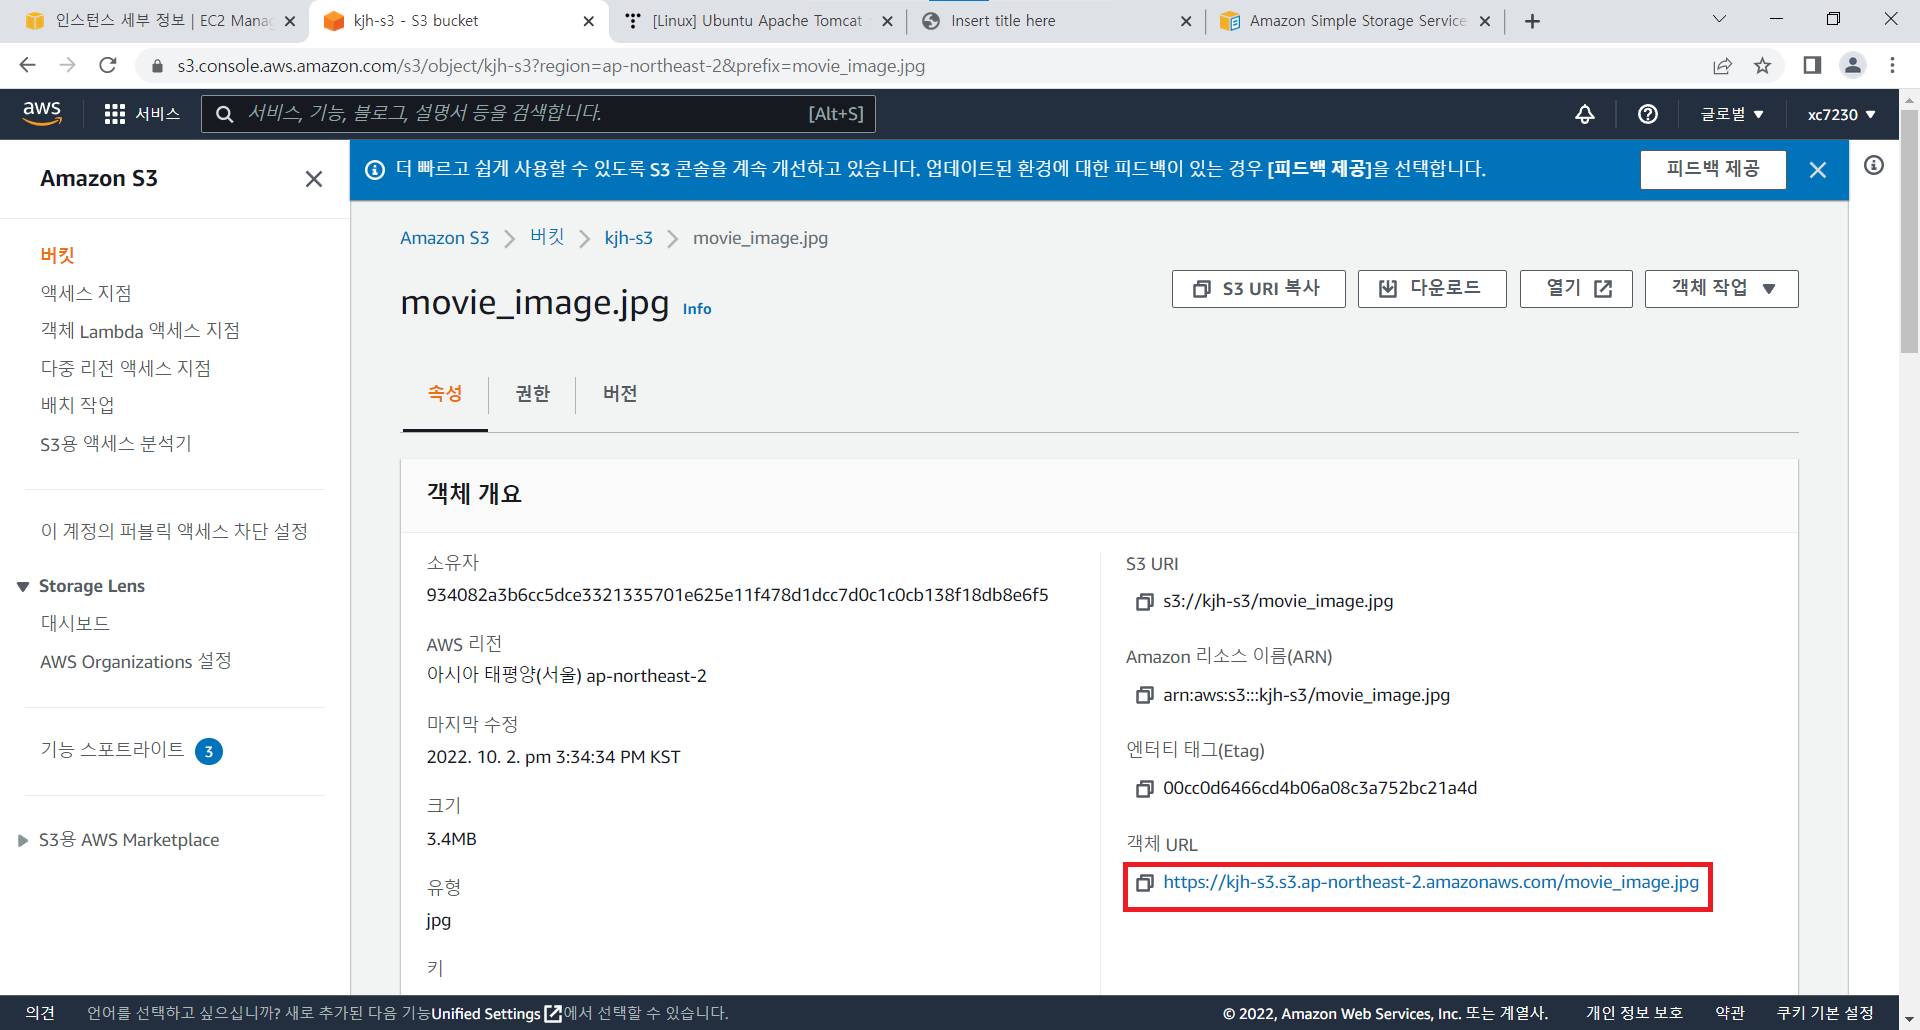 인스턴스 세부 정보 | EC2 Mana
kjh-s3 - S3 bucket
[Linux] Ubuntu Apache Tomcat
Insert title here
Amazon Simple Storage Service
s3.console.aws.amazon.com/s3/object/kjh-s3?region=ap-northeast-2&prefix=movie_image.jpg
aws
서비스
서비스, 기능, 블로그, 설명서 등을 검색합니다.
[Alt+S]
글로벌
xc7230
Amazon S3
더 빠르고 쉽게 사용할 수 있도록 S3 콘솔을 계속 개선하고 있습니다. 업데이트된 환경에 대한 피드백이 있는 경우 [피드백 제공]을 선택합니다.
피드백 제공
버킷
액세스 지점
객체 Lambda 액세스 지점
다중 리전 액세스 지점
배치 작업
S3용 액세스 분석기
이 계정의 퍼블릭 액세스 차단 설정
Storage Lens
대시보드
AWS Organizations 설정
기능 스포트라이트 3
S3용 AWS Marketplace
Amazon S3 > 버킷 > kjh-s3 > movie_image.jpg
movie_image.jpg Info
S3 URI 복사
다운로드
열기
객체 작업
속성
권한
버전
객체 개요
소유자
934082a3b6cc5dce3321335701e625e11f478d1dcc7d0c1c0cb138f18db8e6f5
AWS 리전
아시아 태평양(서울) ap-northeast-2
마지막 수정
2022. 10. 2. pm 3:34:34 PM KST
크기
3.4MB
유형
jpg
키
S3 URI
s3://kjh-s3/movie_image.jpg
Amazon 리소스 이름(ARN)
arn:aws:s3:::kjh-s3/movie_image.jpg
엔터티 태그(Etag)
00cc0d6466cd4b06a08c3a752bc21a4d
객체 URL
https://kjh-s3.s3.ap-northeast-2.amazonaws.com/movie_image.jpg
의견
언어를 선택하고 싶으십니까? 새로 추가된 다음 기능Unified Settings에서 선택할 수 있습니다.
© 2022, Amazon Web Services, Inc. 또는 계열사.
개인 정보 보호
약관
쿠키 기본 설정